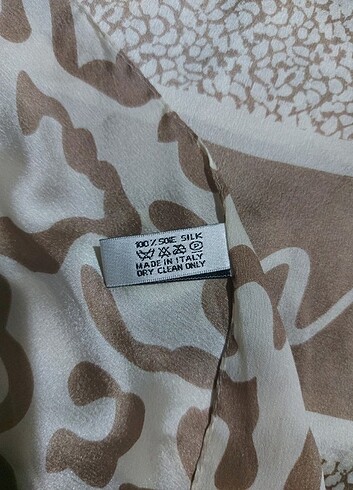 100% SOIE SILK
P
MADE IN ITALY
DRY CLEAN ONLY